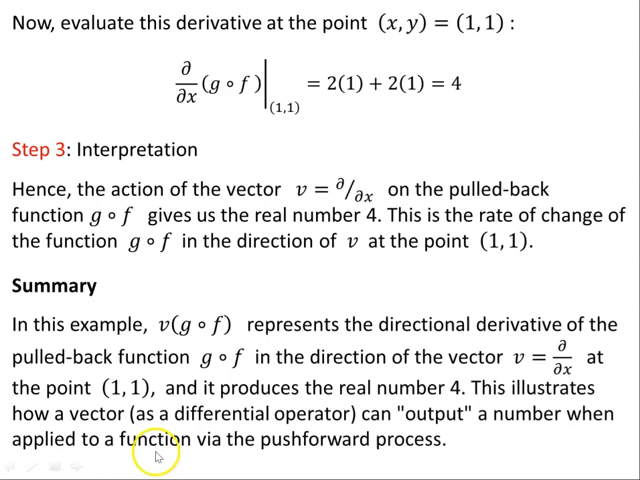 Now, evaluate this derivative at the point (x, y) = (1, 1) :
∂/∂x (g ∘ f)|(1,1) = 2(1) + 2(1) = 4
Step 3: Interpretation
Hence, the action of the vector v = ∂/∂x on the pulled-back
function g ∘ f gives us the real number 4. This is the rate of change of
the function g ∘ f in the direction of v at the point (1, 1).
Summary
In this example, v(g ∘ f) represents the directional derivative of the
pulled-back function g ∘ f in the direction of the vector v = ∂/∂x at
the point (1, 1), and it produces the real number 4. This illustrates
how a vector (as a differential operator) can "output" a number when
applied to a function via the pushforward process.